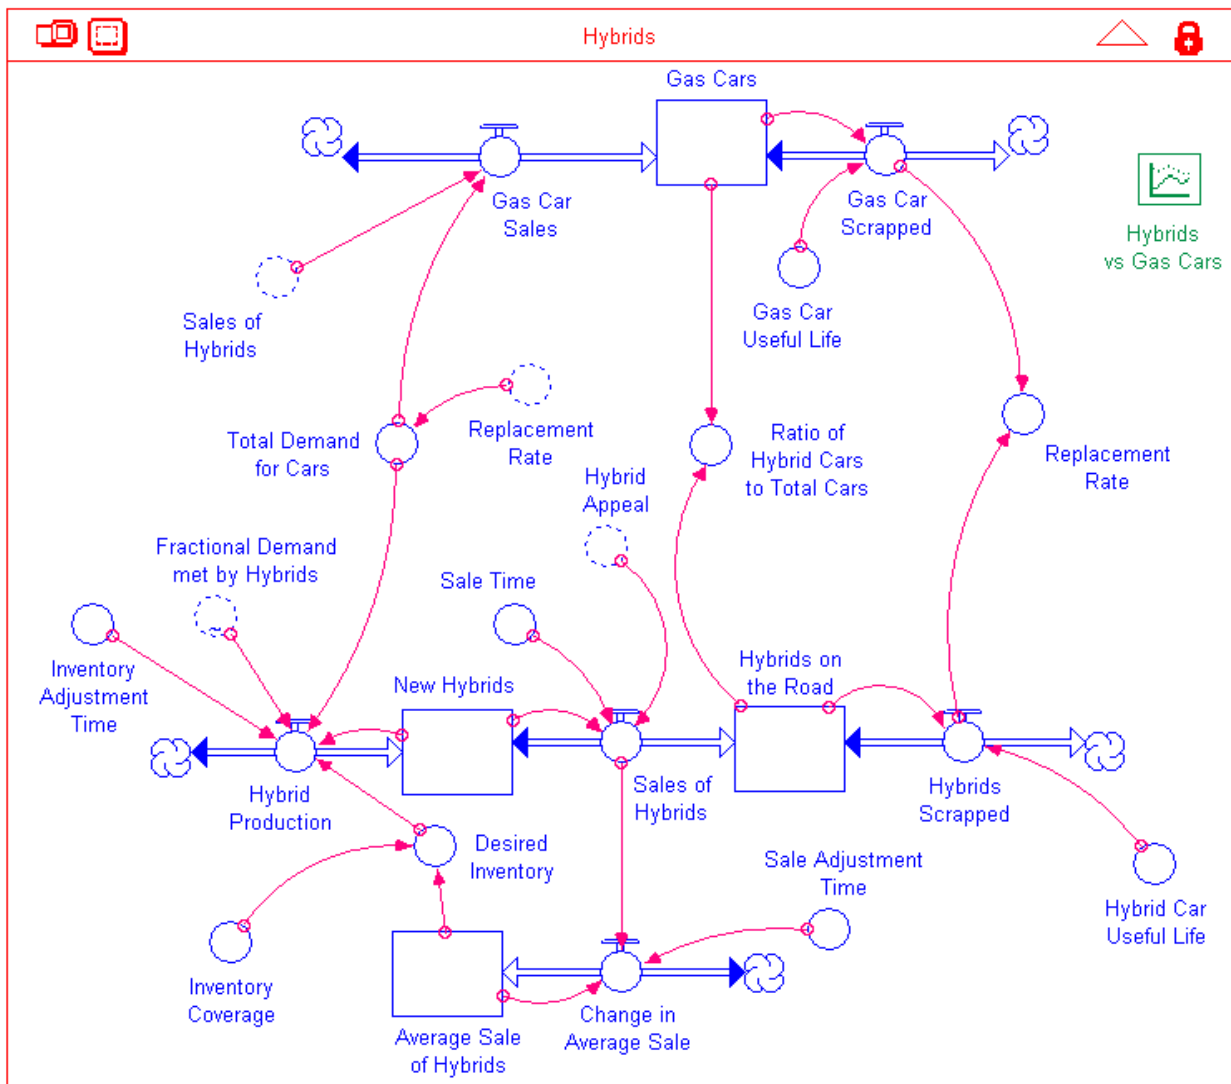 Hybrids
Gas Cars
Gas Car
Sales
Gas Car
Scrapped
Hybrids
vs Gas Cars
Sales of
Hybrids
Gas Car
Useful Life
Total Demand
for Cars
Replacement
Rate
Ratio of
Hybrid Cars
to Total Cars
Replacement
Rate
Hybrid
Appeal
Fractional Demand
met by Hybrids
Sale Time
Inventory
Adjustment
Time
New Hybrids
Hybrids on
the Road
Hybrid
Production
Sales of
Hybrids
Hybrids
Scrapped
Desired
Inventory
Sale Adjustment
Time
Hybrid Car
Useful Life
Inventory
Coverage
Average Sale
of Hybrids
Change in
Average Sale